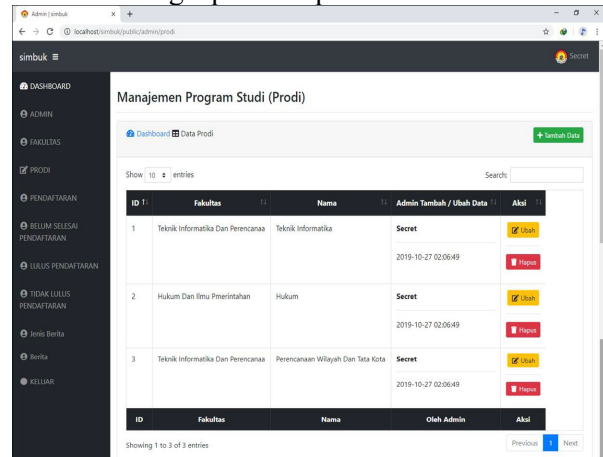 Admin | simbuk
localhost/simbuk/public/admin/prodi
simbuk
Secret
DASHBOARD
ADMIN
FAKULTAS
PRODI
PENDAFTARAN
BELUM SELESAI
PENDAFTARAN
LULUS PENDAFTARAN
TIDAK LULUS
PENDAFTARAN
Jenis Berita
Berita
KELUAR
Manajemen Program Studi (Prodi)
Dashboard Data Prodi
+ Tambah Data
Show 10 entries
Search:
ID Fakultas Nama Admin Tambah / Ubah Data Aksi
1 Teknik Informatika Dan Perencanaa Teknik Informatika Secret Ubah
2019-10-27 02:06:49 Hapus
2 Hukum Dan Ilmu Pmerintahan Hukum Secret Ubah
2019-10-27 02:06:49 Hapus
3 Teknik Informatika Dan Perencanaa Perencanaan Wilayah Dan Tata Kota Secret Ubah
2019-10-27 02:06:49 Hapus
ID Fakultas Nama Oleh Admin Aksi
Showing 1 to 3 of 3 entries
Previous 1 Next